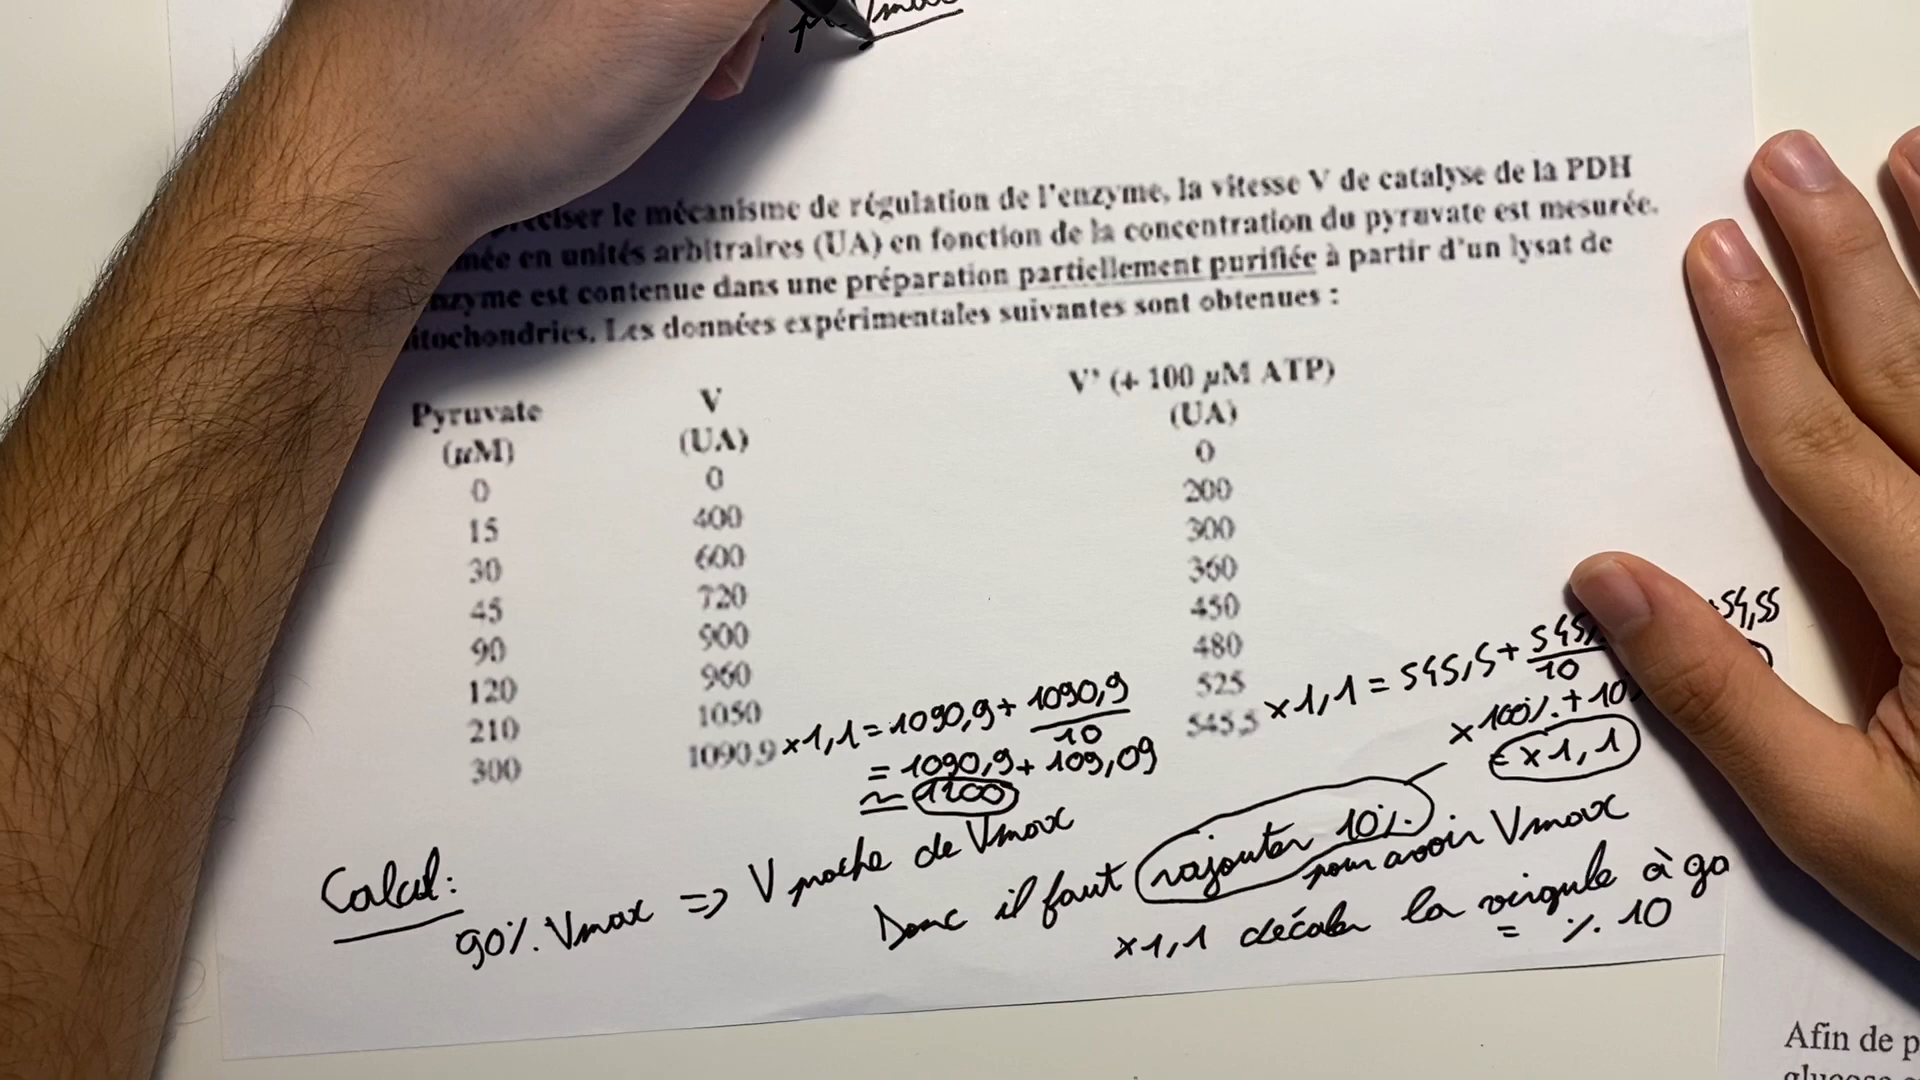 Vmax
ciser le mécanisme de régulation de l'enzyme, la vitesse V de catalyse de la PDH
mée en unités arbitraires (UA) en fonction de la concentration du pyruvate est mesurée.
nzyme est contenue dans une préparation partiellement purifiée à partir d'un lysat de
itochondries. Les données expérimentales suivantes sont obtenues :
Pyruvate V V' (+ 100 µM ATP)
(µM) (UA) (UA)
0 0 0
15 400 200
30 600 300
45 720 360
90 900 450
120 960 480
210 1050 525
300 1090,9 545,5
×1,1 = 1090,9 + 1090,9/10
= 1090,9 + 109,09
≃ 1200
×1,1 = 545,5 + 545,/10 +54,55
×100% + 10
= ×1,1
Calcul:
90% Vmax => V proche de Vmax
Donc il faut rajouter 10%
pour avoir Vmax
×1,1 décaler la virgule à ga
= % 10
Afin de p